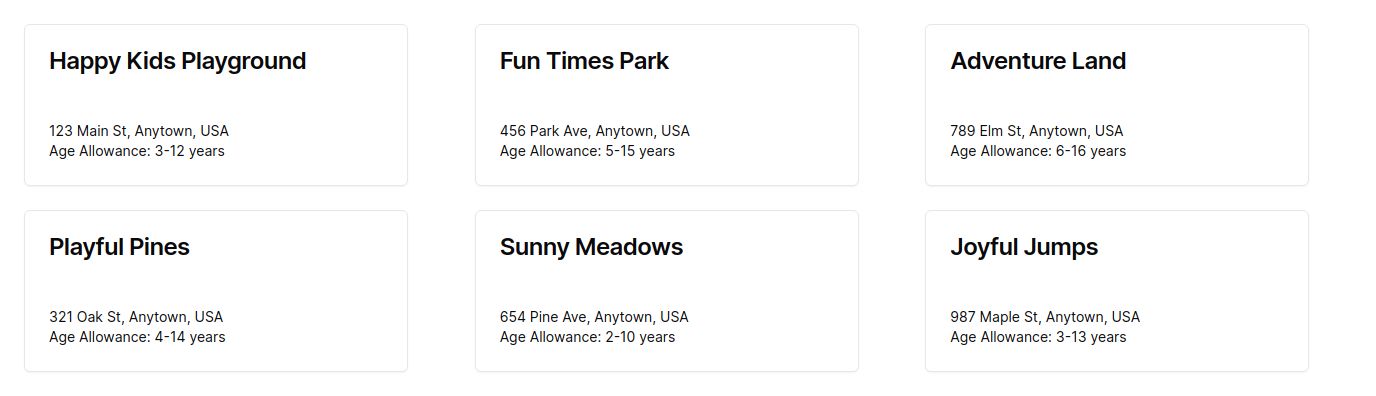 Happy Kids Playground
123 Main St, Anytown, USA
Age Allowance: 3-12 years
Fun Times Park
456 Park Ave, Anytown, USA
Age Allowance: 5-15 years
Adventure Land
789 Elm St, Anytown, USA
Age Allowance: 6-16 years
Playful Pines
321 Oak St, Anytown, USA
Age Allowance: 4-14 years
Sunny Meadows
654 Pine Ave, Anytown, USA
Age Allowance: 2-10 years
Joyful Jumps
987 Maple St, Anytown, USA
Age Allowance: 3-13 years